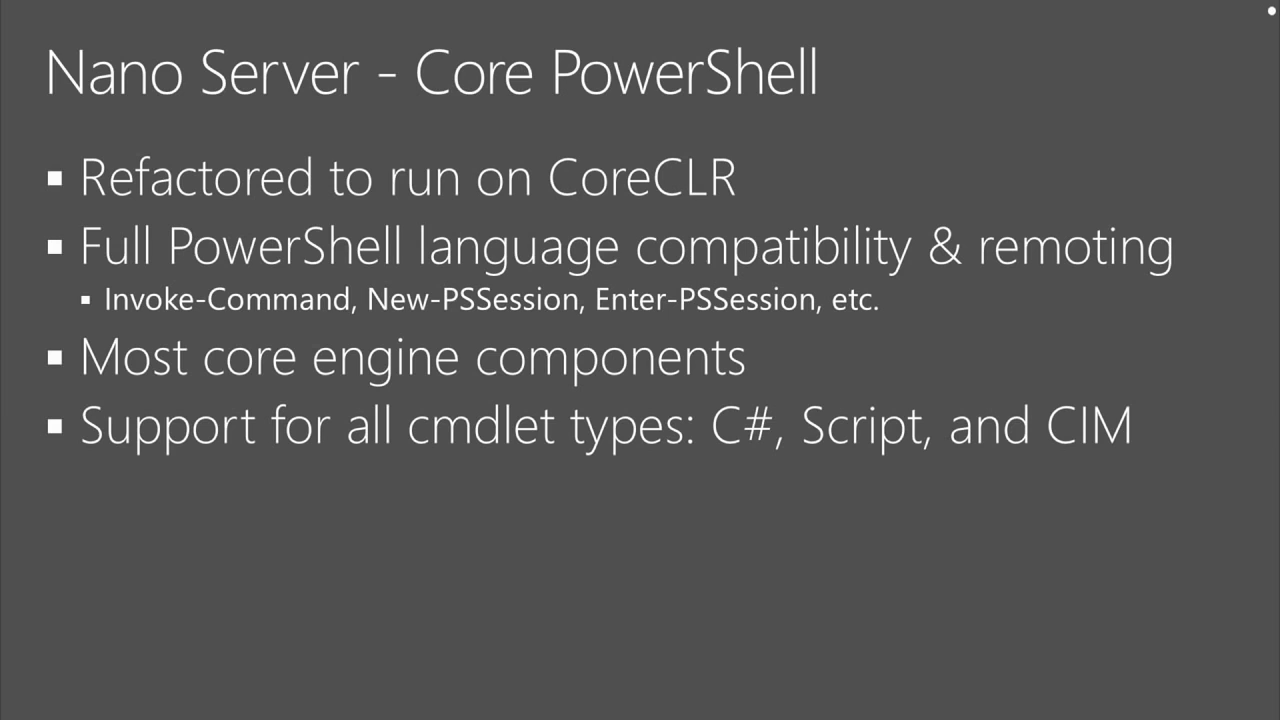 Nano Server - Core PowerShell
▪ Refactored to run on CoreCLR
▪ Full PowerShell language compatibility & remoting
▪ Invoke-Command, New-PSSession, Enter-PSSession, etc.
▪ Most core engine components
▪ Support for all cmdlet types: C#, Script, and CIM